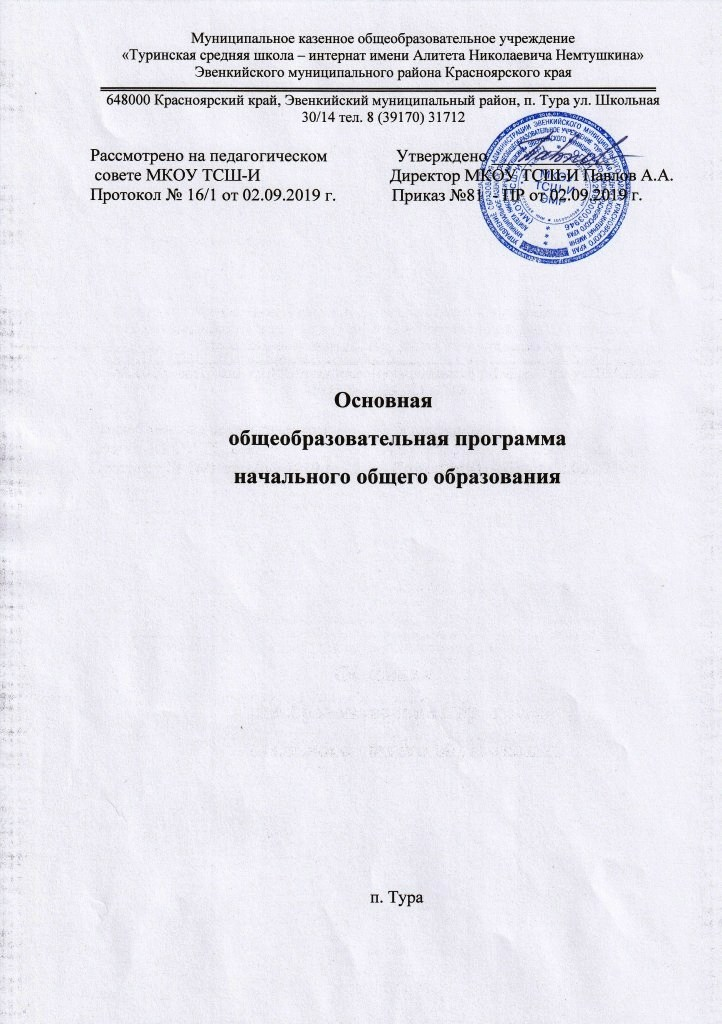 Муниципальное казенное общеобразовательное учреждение
«Туринская средняя школа – интернат имени Алитета Николаевича Немтушкина»
Эвенкийского муниципального района Красноярского края
648000 Красноярский край, Эвенкийский муниципальный район, п. Тура ул. Школьная
30/14 тел. 8 (39170) 31712
Рассмотрено на педагогическом
совете МКОУ ТСШ-И
Протокол № 16/1 от 02.09.2019 г.
Утверждено
Директор МКОУ ТСШ-И Павлов А.А.
Приказ №81 ПР от 02.09.2019 г.
Основная
общеобразовательная программа
начального общего образования
п. Тура